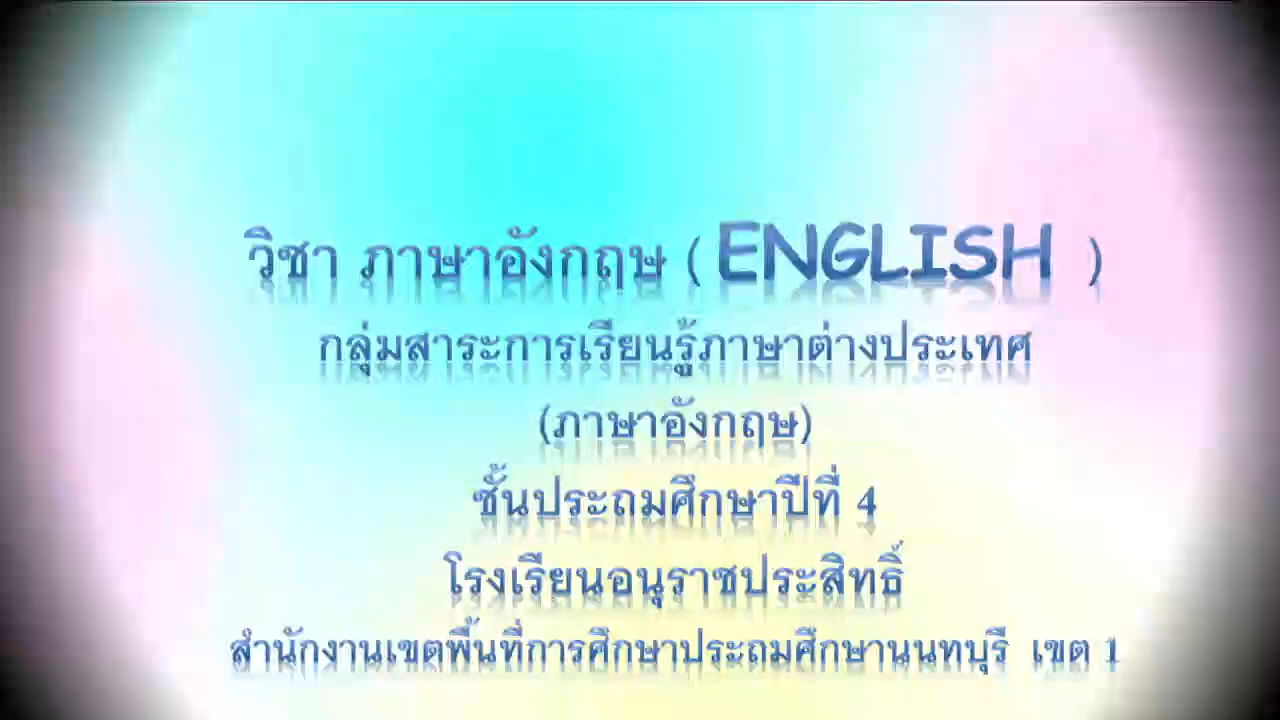 วิชา ภาษาอังกฤษ ( ENGLISH )
กลุ่มสาระการเรียนรู้ภาษาต่างประเทศ
(ภาษาอังกฤษ)
ชั้นประถมศึกษาปีที่ 4
โรงเรียนอนุราชประสิทธิ์
สำนักงานเขตพื้นที่การศึกษาประถมศึกษานนทบุรี เขต 1